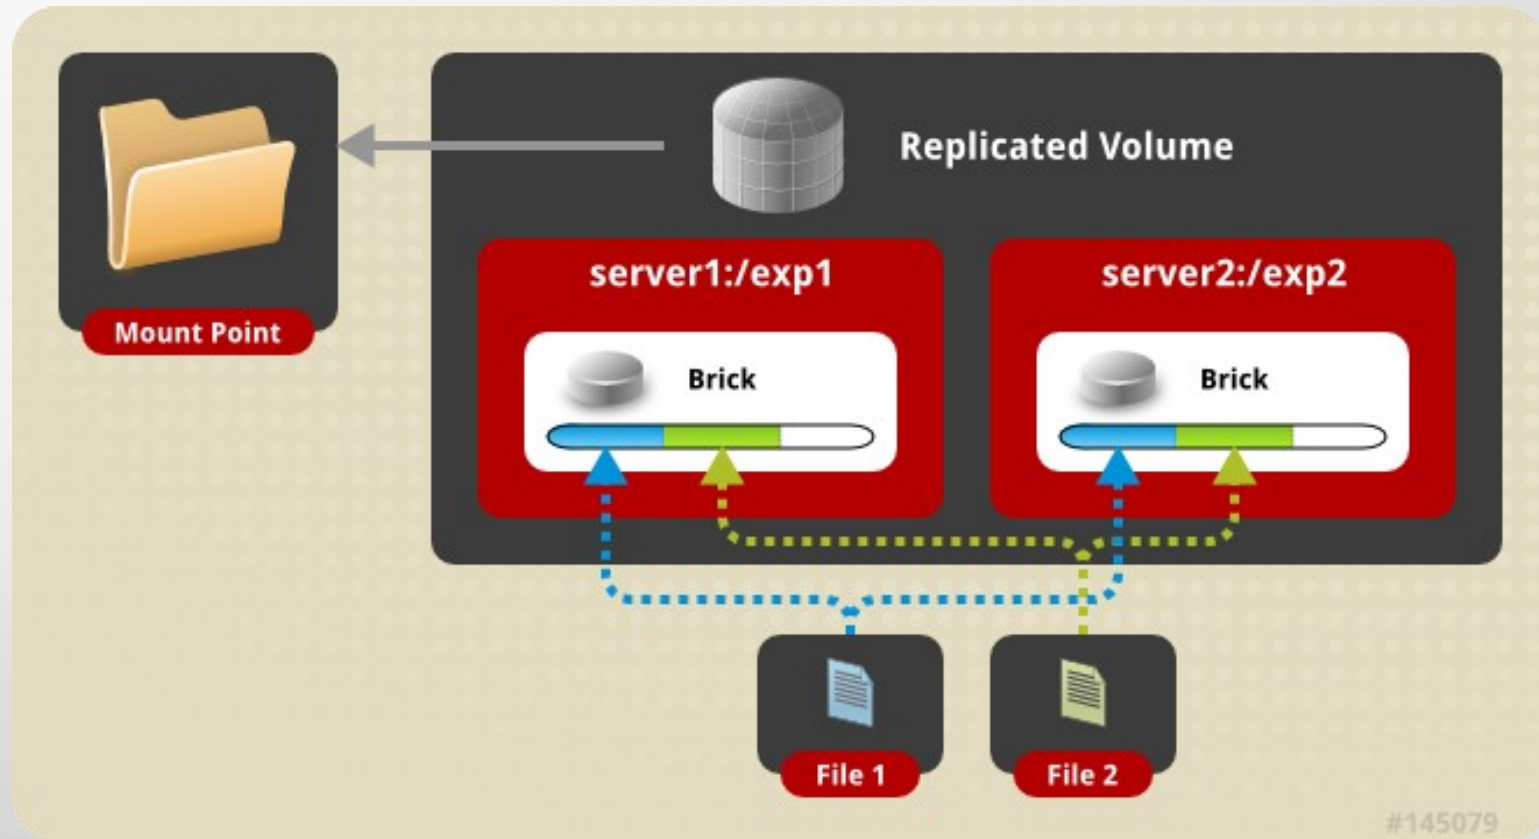 Replicated Volume
Mount Point
server1:/exp1
server2:/exp2
Brick
Brick
File 1
File 2
#145079